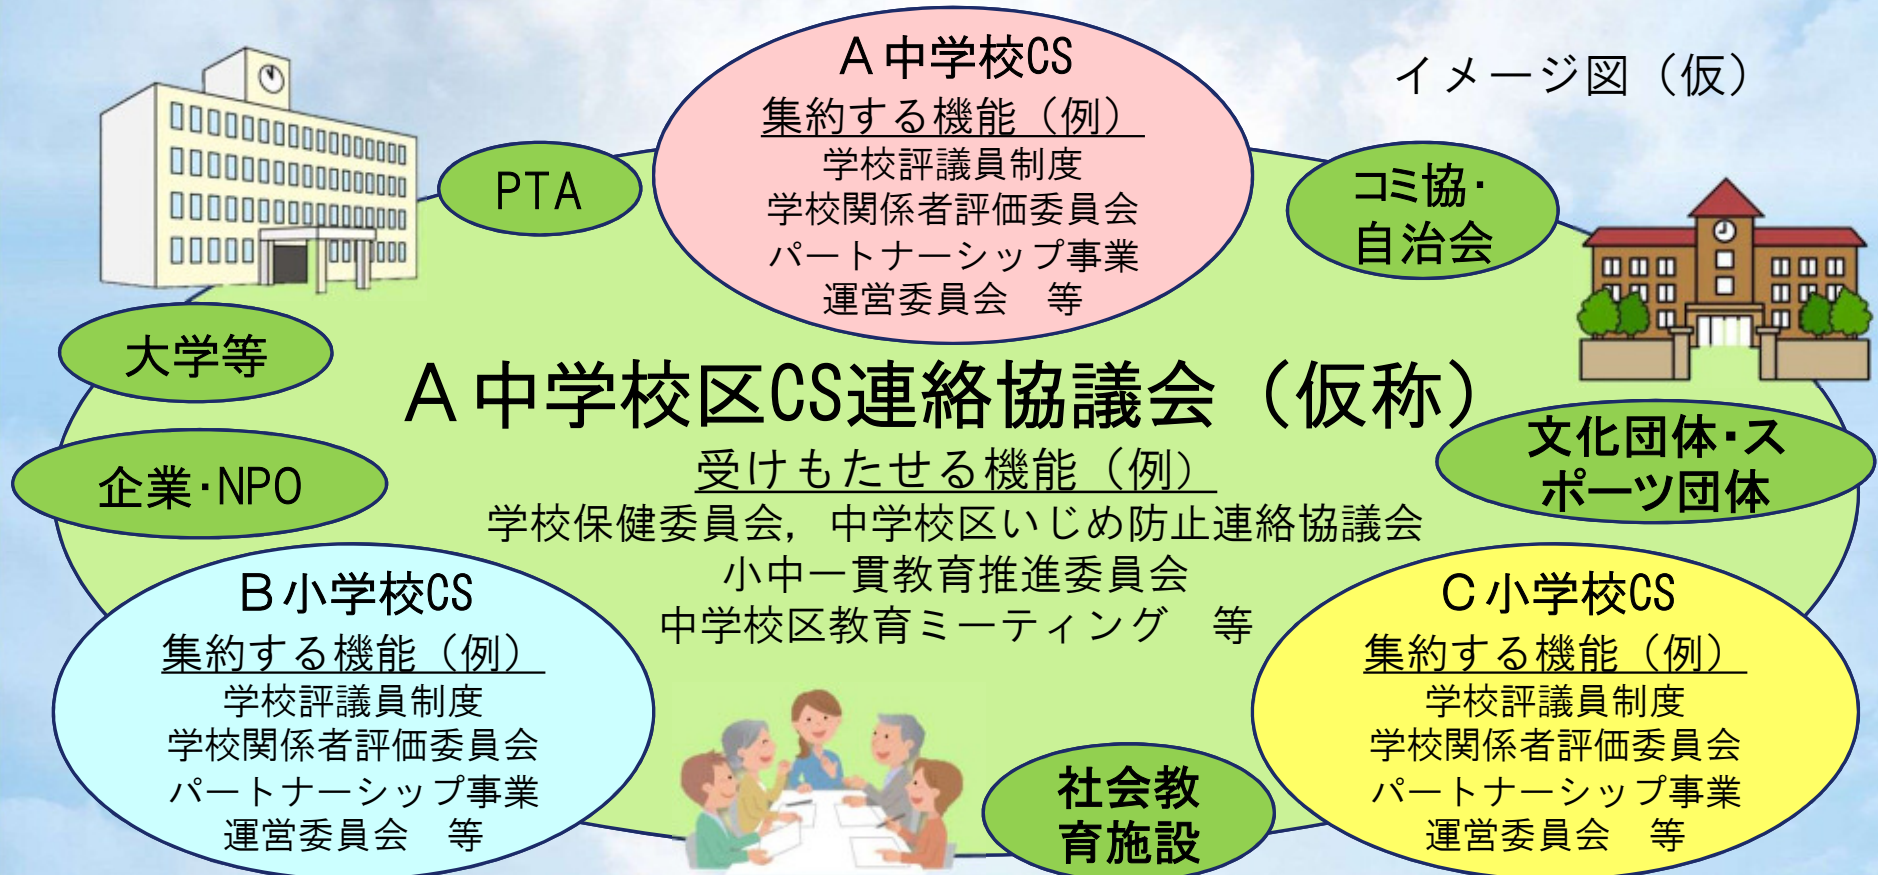 イメージ図（仮）
Ａ中学校CS
集約する機能（例）
学校評議員制度
学校関係者評価委員会
パートナーシップ事業
運営委員会　等
PTA
コミ協・
自治会
大学等
企業・NPO
文化団体・ス
ポーツ団体
Ａ中学校区CS連絡協議会（仮称）
受けもたせる機能（例）
学校保健委員会，中学校区いじめ防止連絡協議会
小中一貫教育推進委員会
中学校区教育ミーティング　等
Ｂ小学校CS
集約する機能（例）
学校評議員制度
学校関係者評価委員会
パートナーシップ事業
運営委員会　等
社会教
育施設
Ｃ小学校CS
集約する機能（例）
学校評議員制度
学校関係者評価委員会
パートナーシップ事業
運営委員会　等